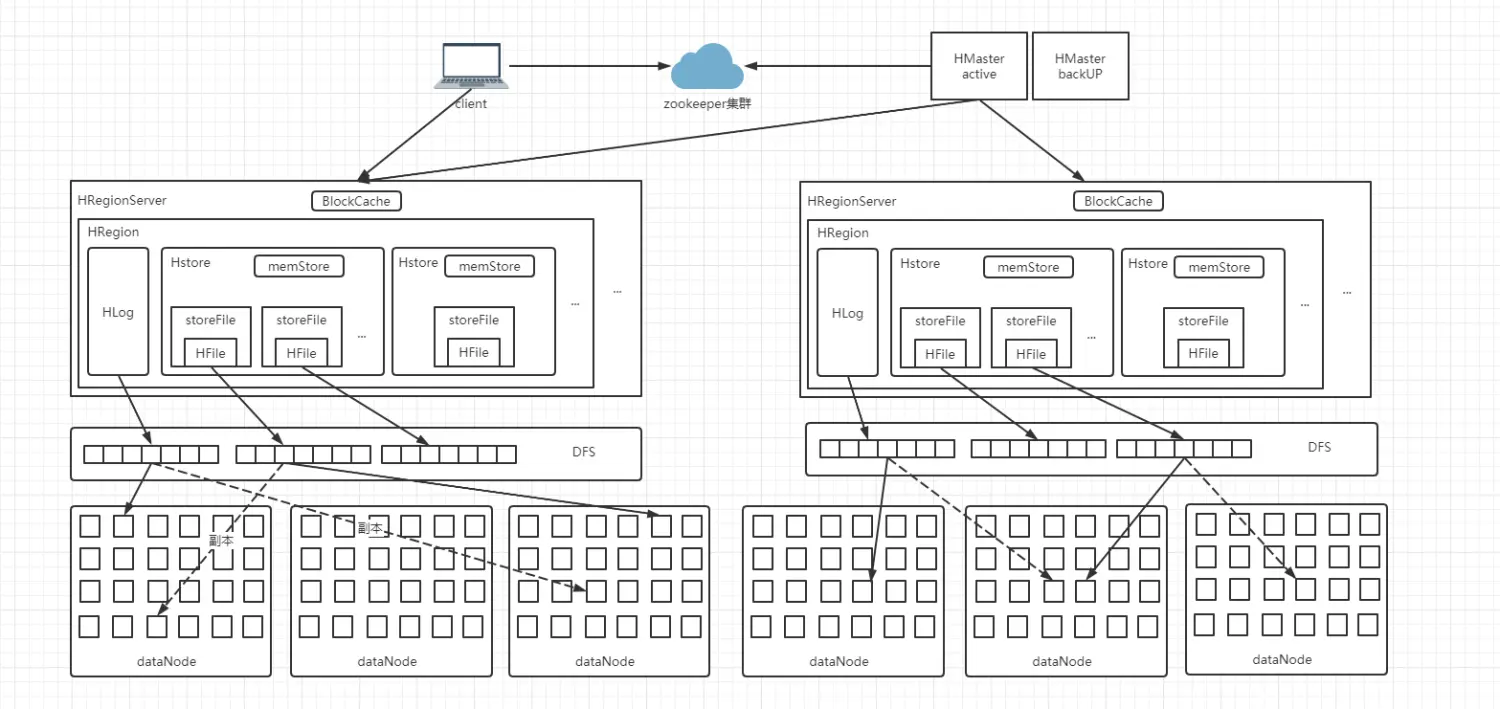 HMaster
active
HMaster
backUP
client
zookeeper集群
HRegionServer
BlockCache
HRegion
HLog
Hstore
memStore
storeFile
HFile
storeFile
HFile
...
Hstore
memStore
storeFile
HFile
...
...
HRegionServer
BlockCache
HRegion
HLog
Hstore
memStore
storeFile
HFile
storeFile
HFile
...
Hstore
memStore
storeFile
HFile
...
...
DFS
DFS
副本
副本
dataNode
dataNode
dataNode
dataNode
dataNode
dataNode